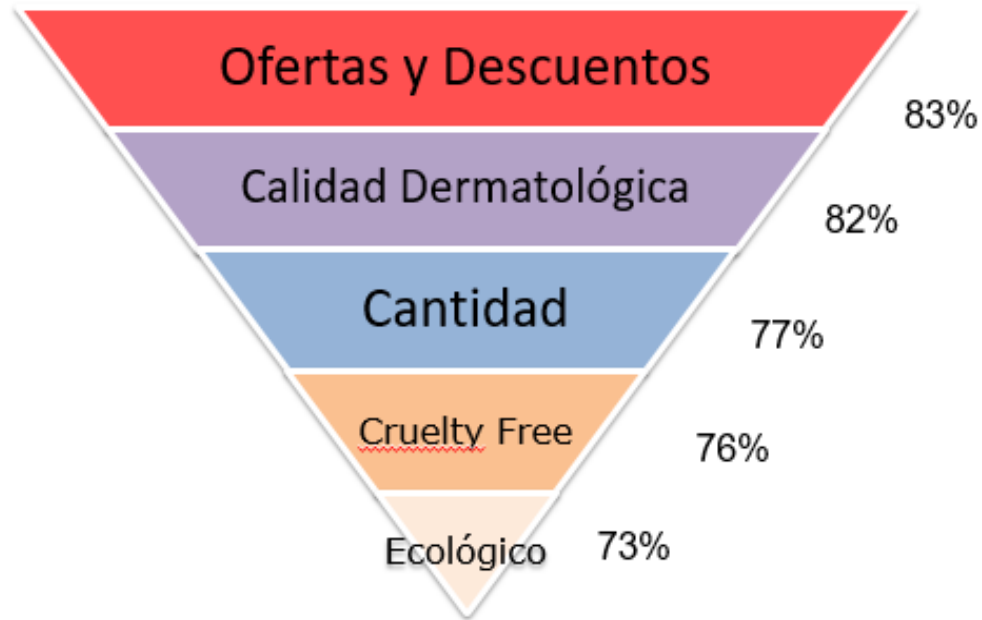 Ofertas y Descuentos
83%
Calidad Dermatológica
82%
Cantidad
77%
Cruelty Free
76%
Ecológico
73%